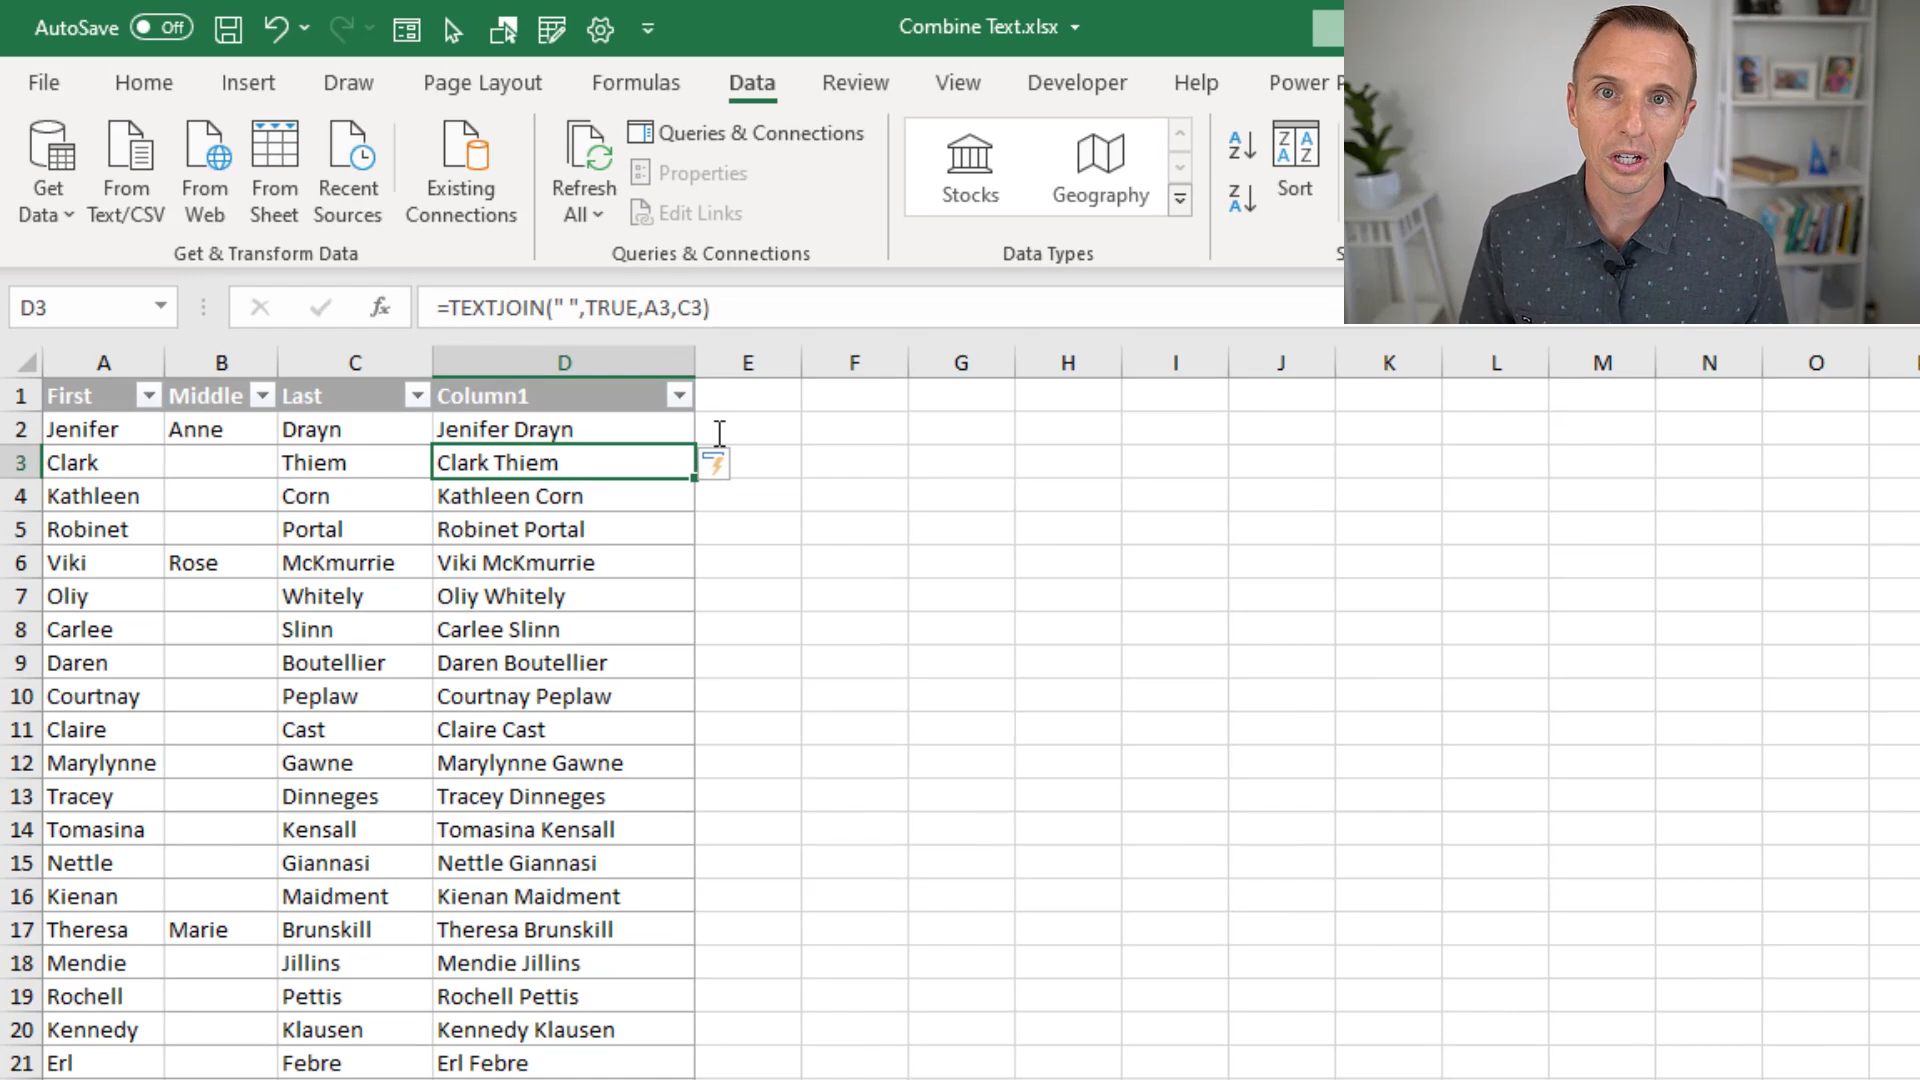 AutoSave Off Combine Text.xlsx
File Home Insert Draw Page Layout Formulas Data Review View Developer Help Power
Get Data From Text/CSV From Web From Sheet Recent Sources Existing Connections
Get & Transform Data
Refresh All Queries & Connections Properties Edit Links
Queries & Connections
Stocks Geography
Data Types
Sort
D3 fx =TEXTJOIN(" ",TRUE,A3,C3)
A B C D E F G H I J K L M N O
1 First Middle Last Column1
2 Jenifer Anne Drayn Jenifer Drayn
3 Clark Thiem Clark Thiem
4 Kathleen Corn Kathleen Corn
5 Robinet Portal Robinet Portal
6 Viki Rose McKmurrie Viki McKmurrie
7 Oliy Whitely Oliy Whitely
8 Carlee Slinn Carlee Slinn
9 Daren Boutellier Daren Boutellier
10 Courtnay Peplaw Courtnay Peplaw
11 Claire Cast Claire Cast
12 Marylynne Gawne Marylynne Gawne
13 Tracey Dinneges Tracey Dinneges
14 Tomasina Kensall Tomasina Kensall
15 Nettle Giannasi Nettle Giannasi
16 Kienan Maidment Kienan Maidment
17 Theresa Marie Brunskill Theresa Brunskill
18 Mendie Jillins Mendie Jillins
19 Rochell Pettis Rochell Pettis
20 Kennedy Klausen Kennedy Klausen
21 Erl Febre Erl Febre